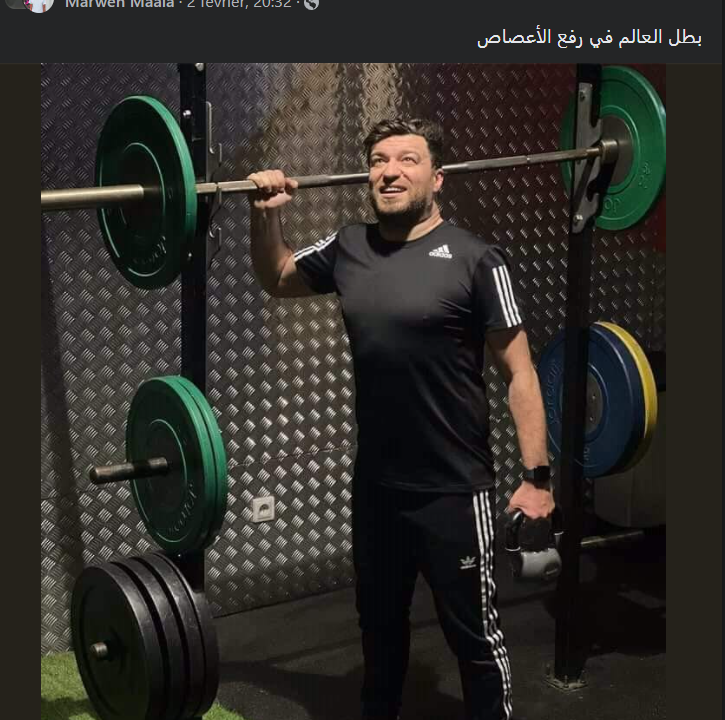 Marwen Maala · 2 février, 20:32 ·
بطل العالم في رفع الأعصاص
adidas